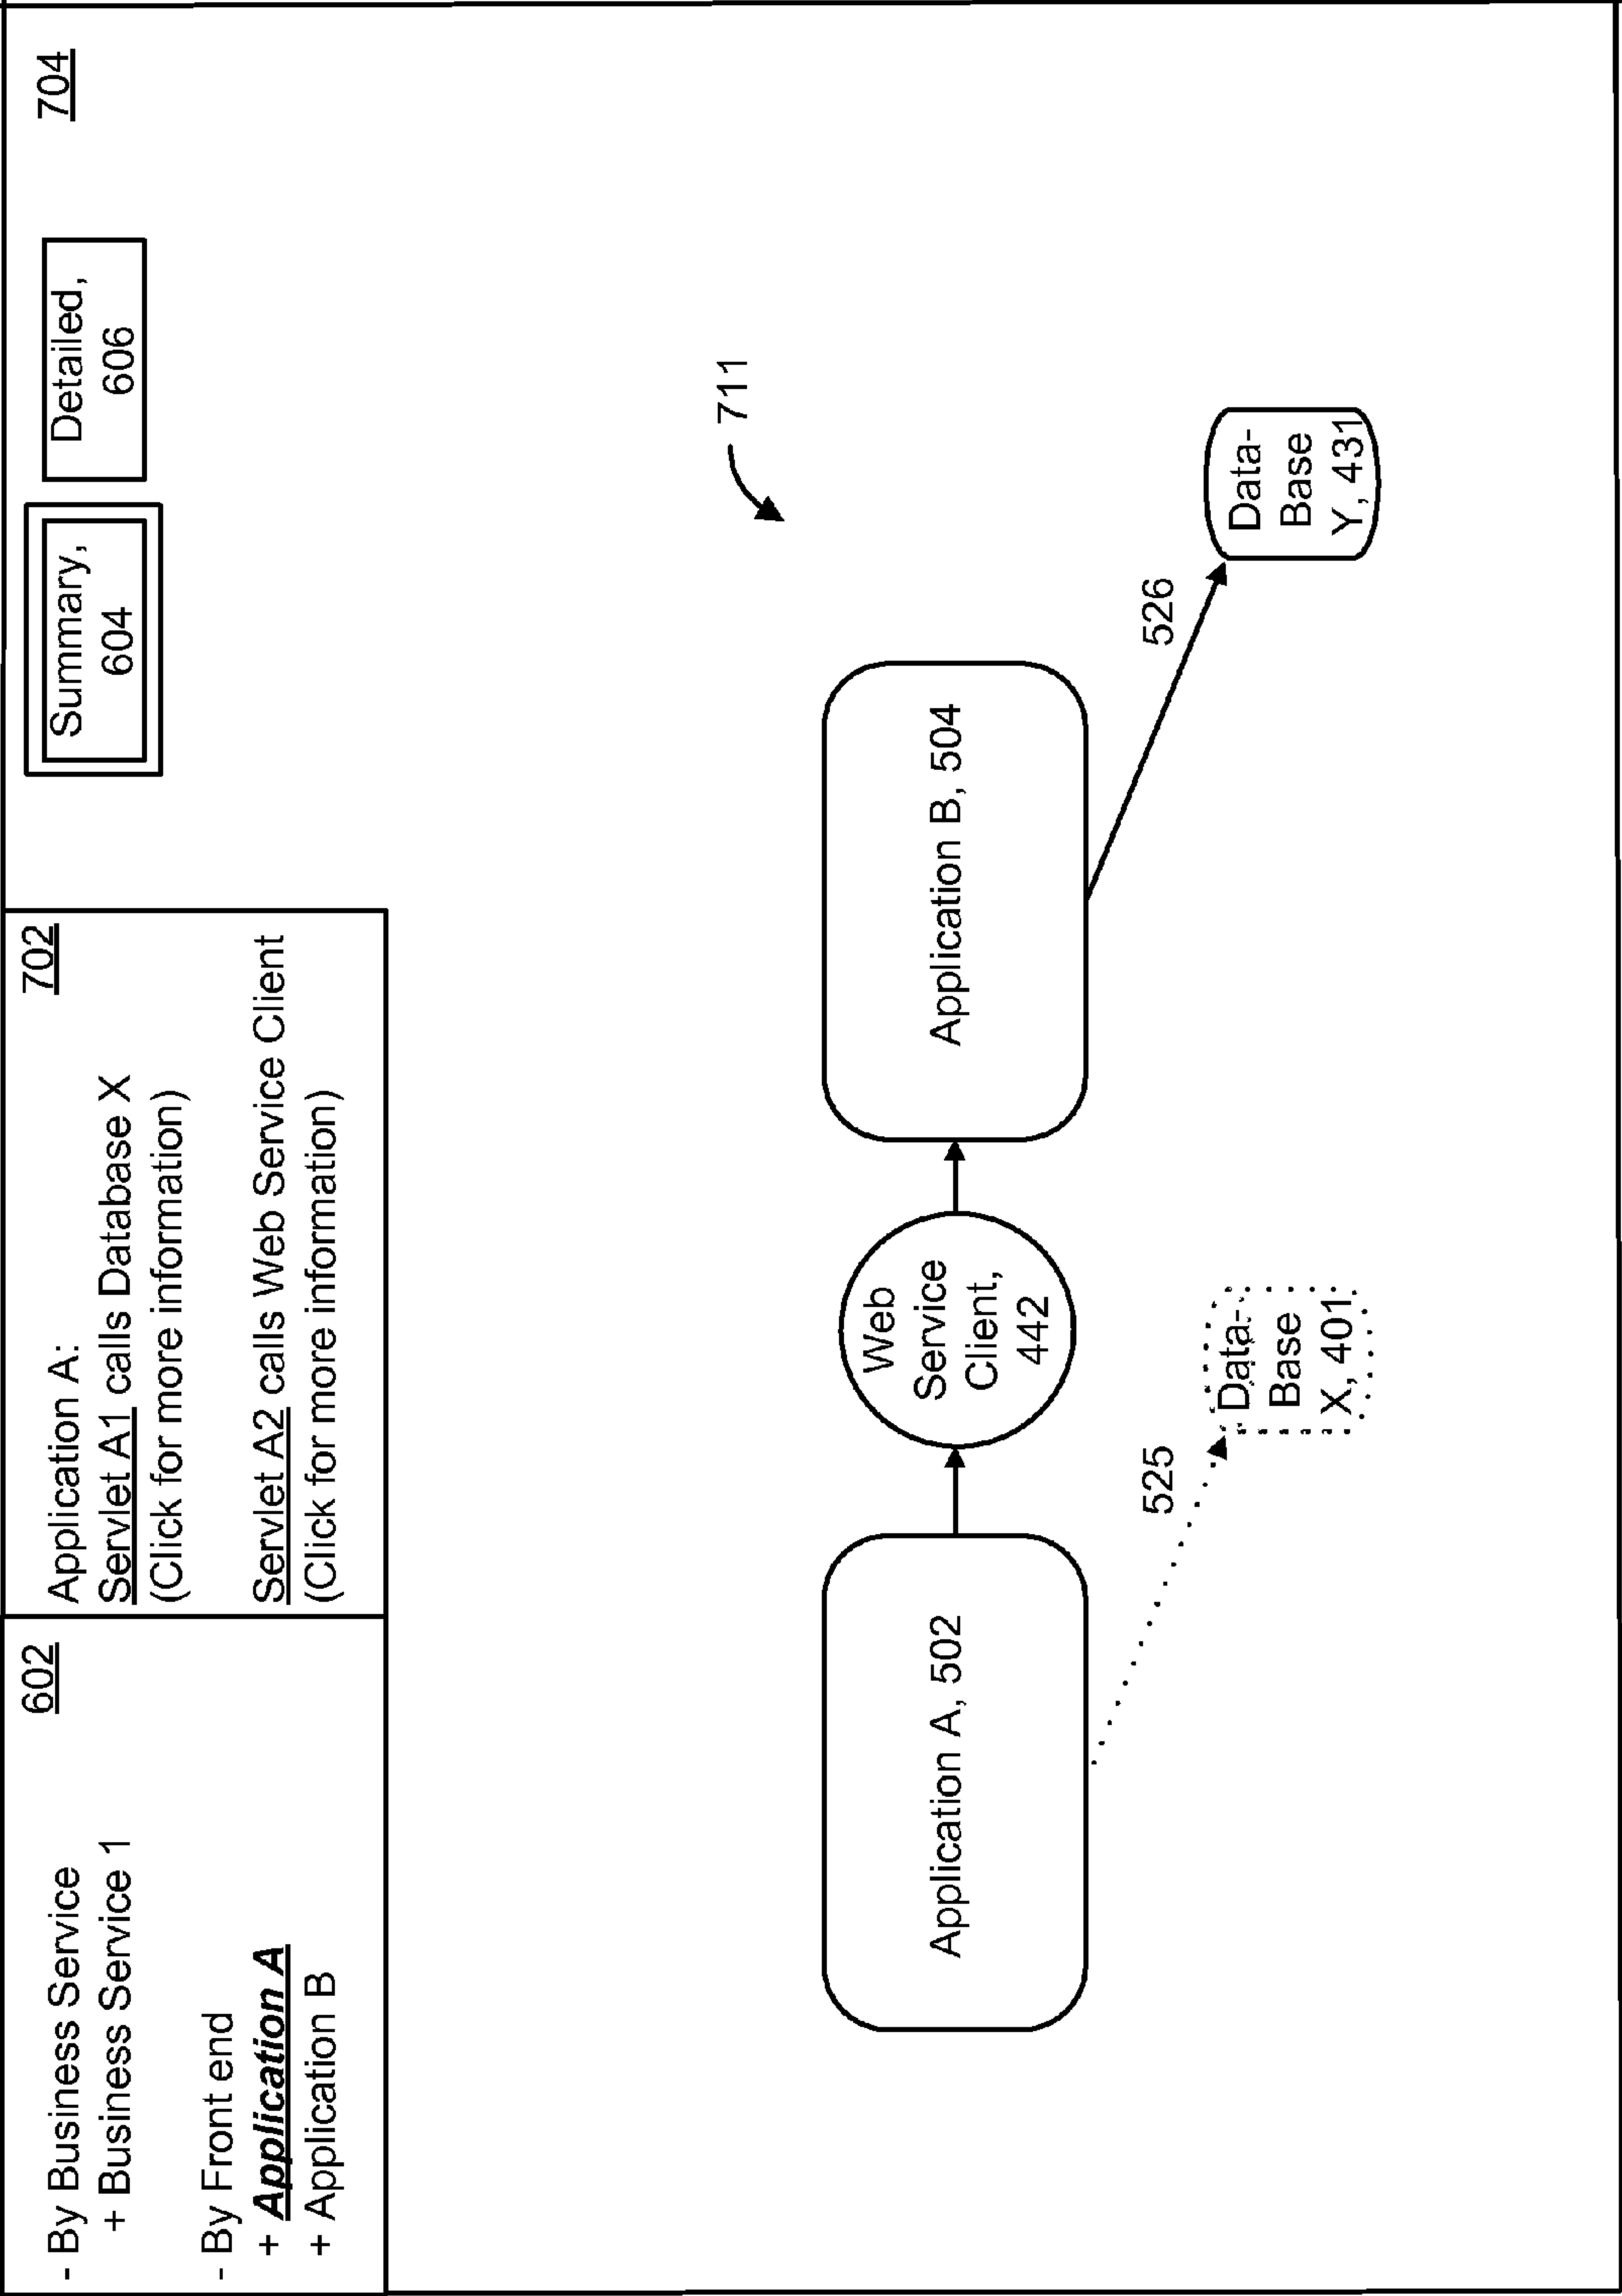 602
- By Business Service
+ Business Service 1
- By Front end
+ Application A
+ Application B
702
Application A:
Servlet A1 calls Database X
(Click for more information)
Servlet A2 calls Web Service Client
(Click for more information)
Summary,
604
Detailed,
606
704
711
Application A, 502
Web
Service
Client,
442
Application B, 504
525
Data-
Base
X, 401
526
Data-
Base
Y, 431